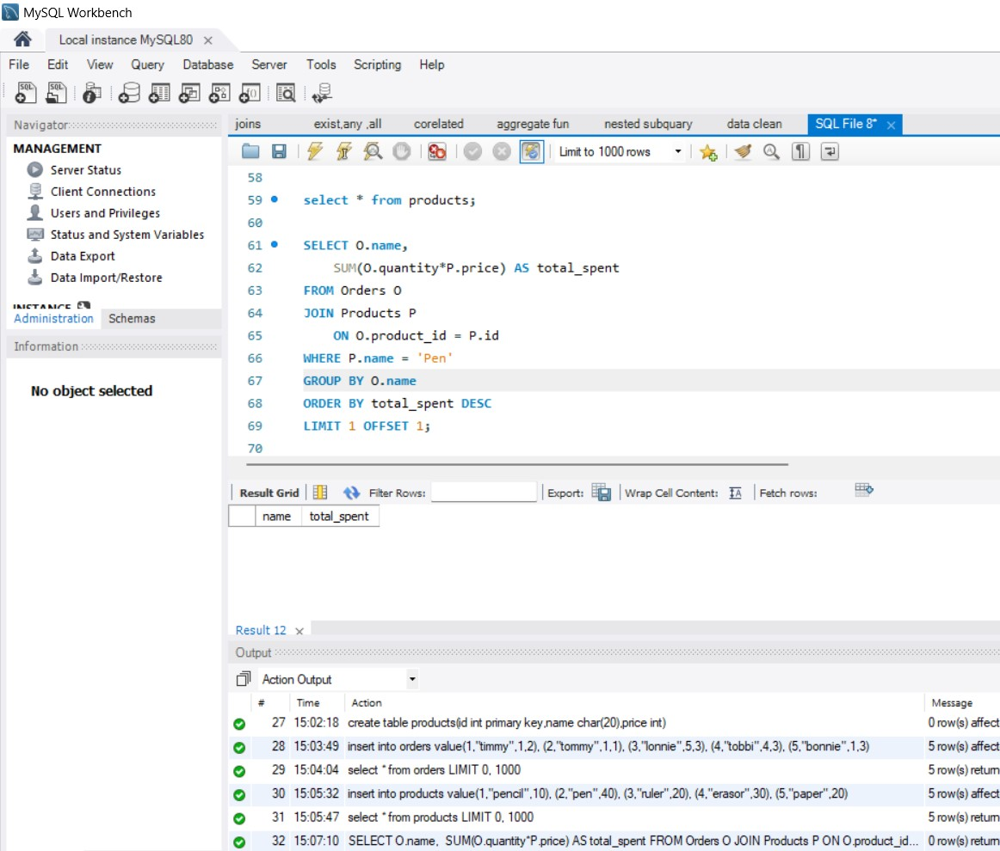 MySQL Workbench
Local instance MySQL80
File Edit View Query Database Server Tools Scripting Help
Navigator
MANAGEMENT
Server Status
Client Connections
Users and Privileges
Status and System Variables
Data Export
Data Import/Restore
INSTANCE
Administration Schemas
Information
No object selected
joins exist,any ,all corelated aggregate fun nested subquary data clean SQL File 8*
Limit to 1000 rows
58
59 select * from products;
60
61 SELECT O.name,
62 SUM(O.quantity*P.price) AS total_spent
63 FROM Orders O
64 JOIN Products P
65 ON O.product_id = P.id
66 WHERE P.name = 'Pen'
67 GROUP BY O.name
68 ORDER BY total_spent DESC
69 LIMIT 1 OFFSET 1;
70
Result Grid Filter Rows: Export: Wrap Cell Content: Fetch rows:
name total_spent
Result 12
Output
Action Output
# Time Action Message
27 15:02:18 create table products(id int primary key,name char(20),price int) 0 row(s) affect
28 15:03:49 insert into orders value(1,"timmy",1,2), (2,"tommy",1,1), (3,"lonnie",5,3), (4,"tobbi",4,3), (5,"bonnie",1,3) 5 row(s) affect
29 15:04:04 select * from orders LIMIT 0, 1000 5 row(s) return
30 15:05:32 insert into products value(1,"pencil",10), (2,"pen",40), (3,"ruler",20), (4,"erasor",30), (5,"paper",20) 5 row(s) affect
31 15:05:47 select * from products LIMIT 0, 1000 5 row(s) return
32 15:07:10 SELECT O.name, SUM(O.quantity*P.price) AS total_spent FROM Orders O JOIN Products P ON O.product_id... 0 row(s) return